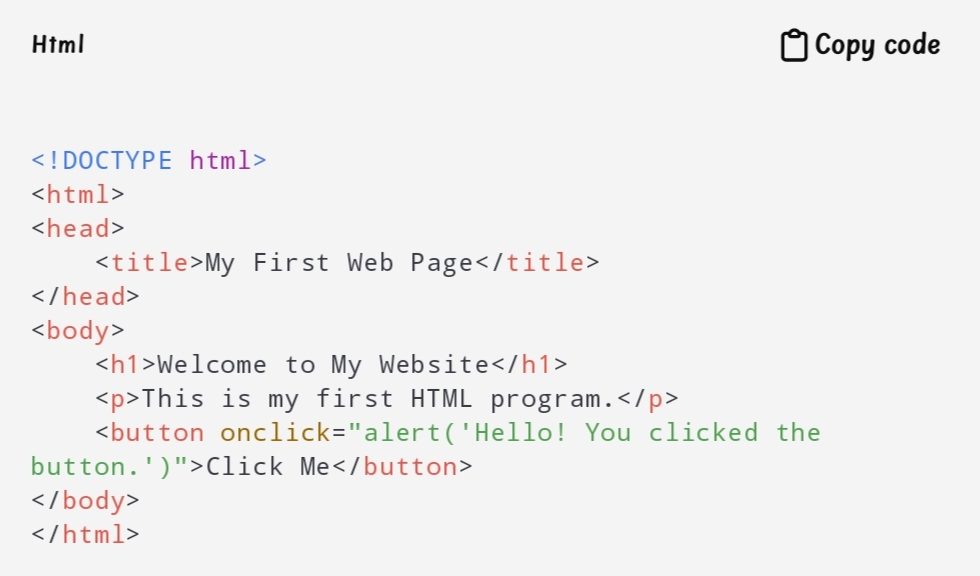 Html
Copy code
<!DOCTYPE html>
<html>
<head>
    <title>My First Web Page</title>
</head>
<body>
    <h1>Welcome to My Website</h1>
    <p>This is my first HTML program.</p>
    <button onclick="alert('Hello! You clicked the
button.')">Click Me</button>
</body>
</html>